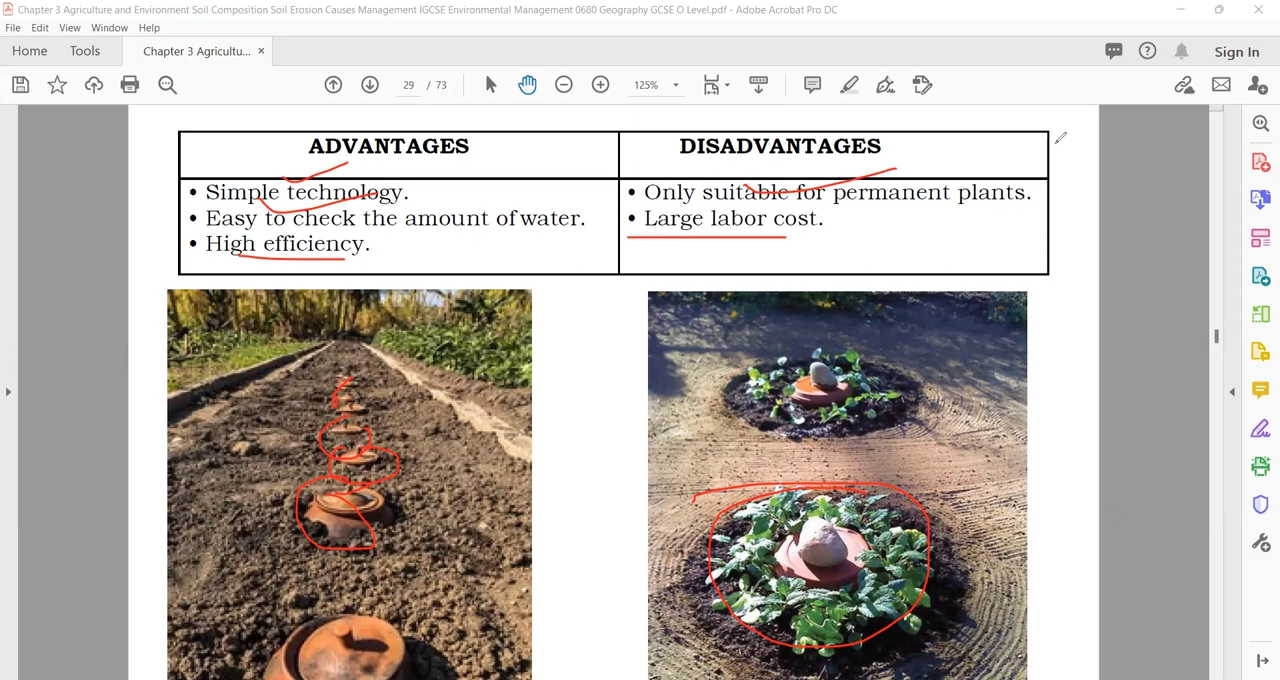 Chapter 3 Agriculture and Environment Soil Composition Soil Erosion Causes Management IGCSE Environmental Management 0680 Geography GCSE O Level.pdf - Adobe Acrobat Pro DC
File Edit View Window Help
Home Tools Chapter 3 Agricultu... × Sign In
29 / 73 125%
ADVANTAGES DISADVANTAGES
• Simple technology. • Only suitable for permanent plants.
• Easy to check the amount of water. • Large labor cost.
• High efficiency.